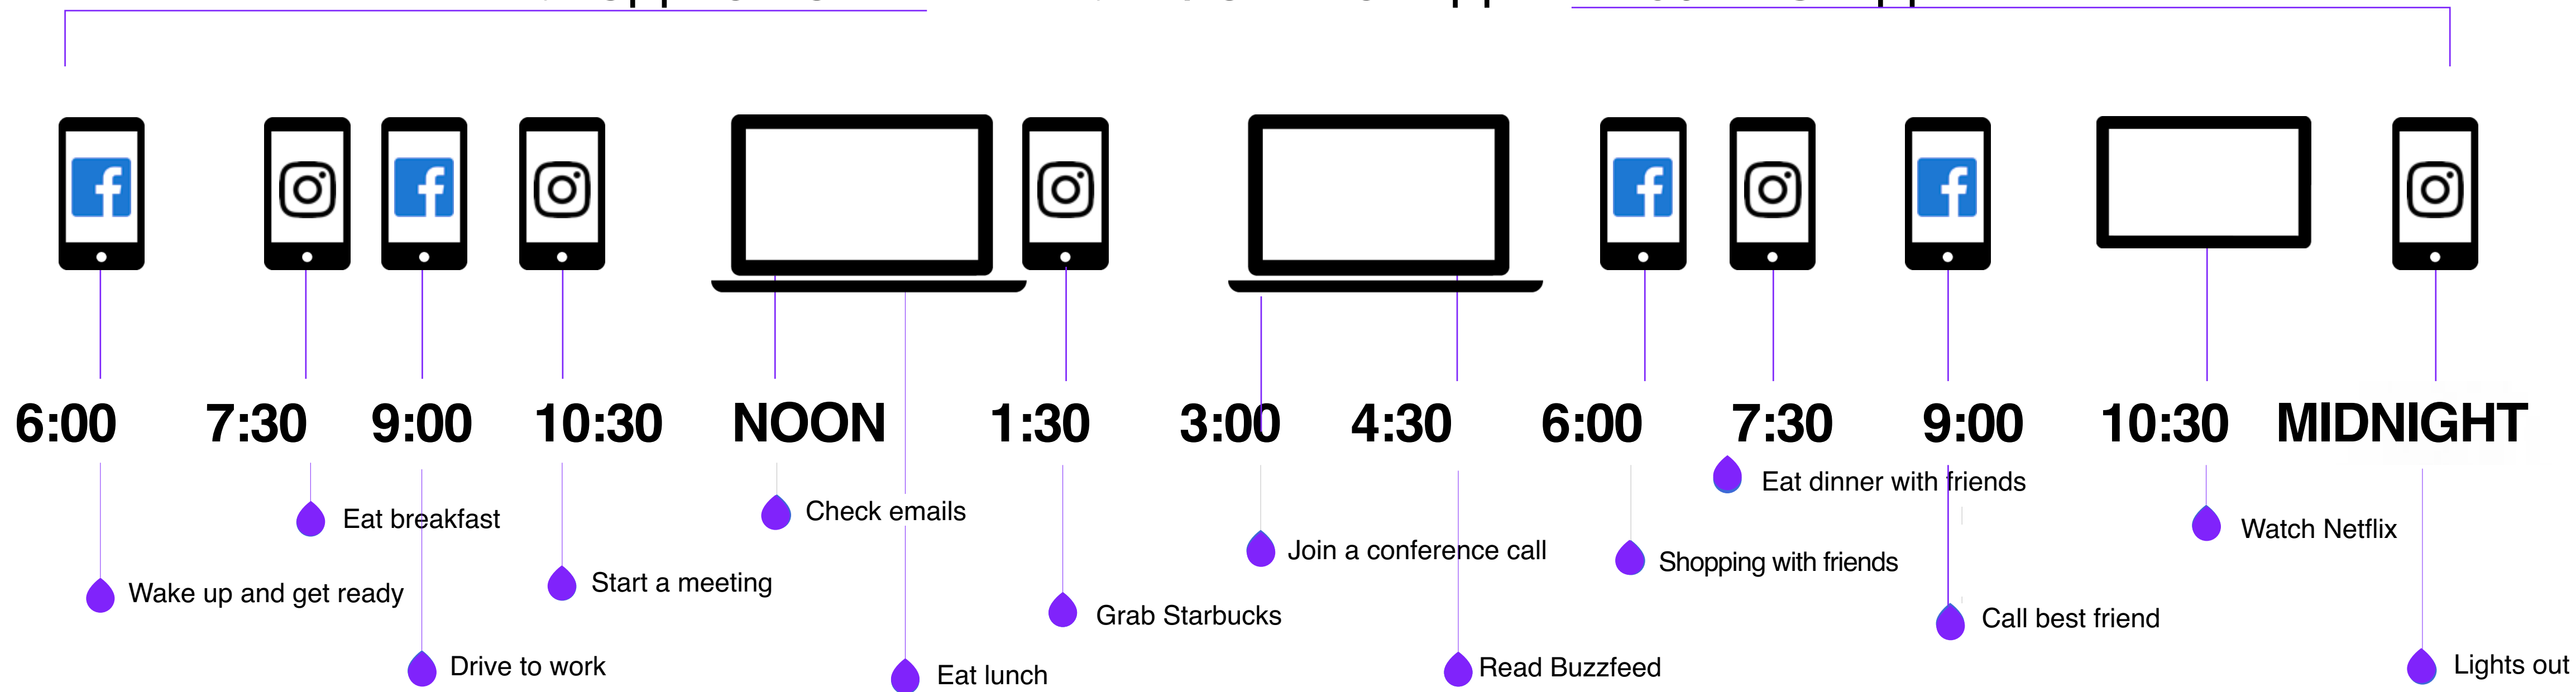 6:00 7:30 9:00 10:30 NOON 1:30 3:00 4:30 6:00 7:30 9:00 10:30 MIDNIGHT
Eat dinner with friends
Check emails
Eat breakfast
Watch Netflix
Join a conference call
Shopping with friends
Start a meeting
Wake up and get ready
Grab Starbucks
Call best friend
Drive to work
Read Buzzfeed
Lights out
Eat lunch